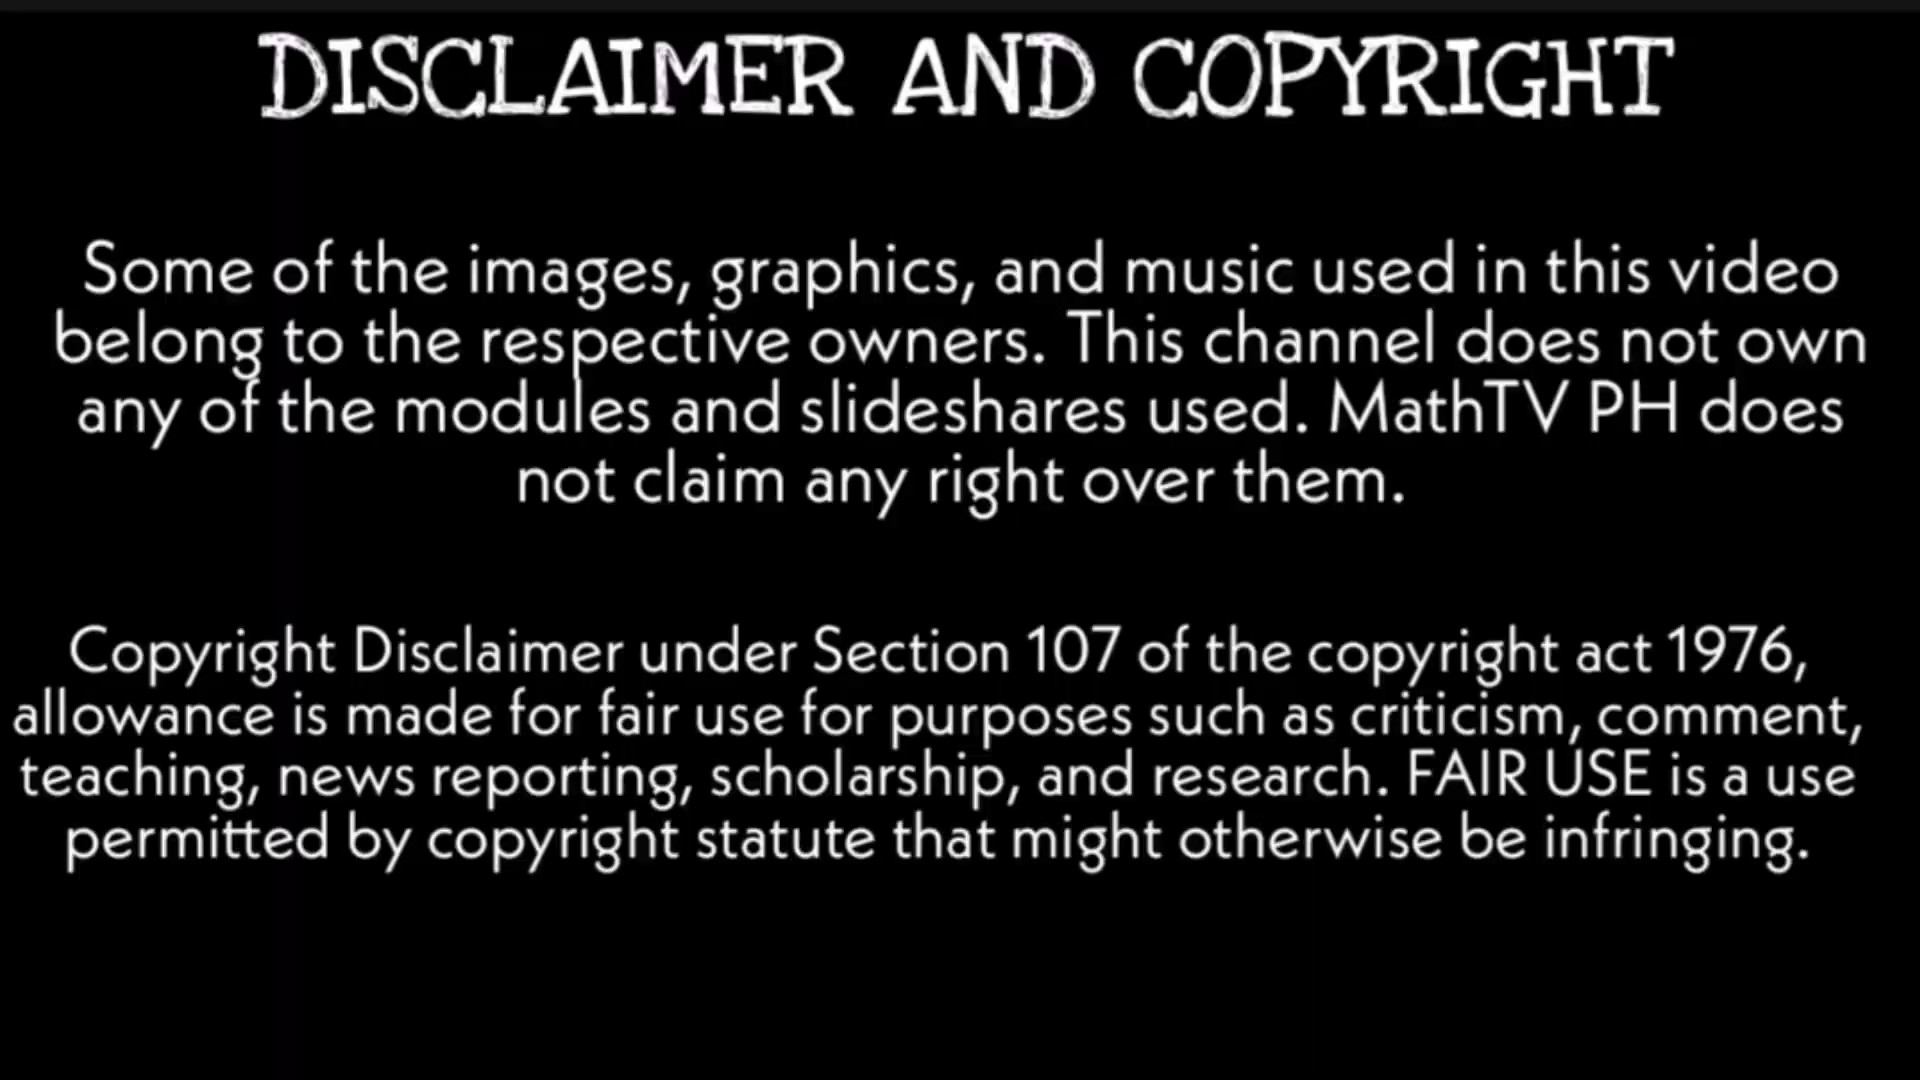 DISCLAIMER AND COPYRIGHT
Some of the images, graphics, and music used in this video
belong to the respective owners. This channel does not own
any of the modules and slideshares used. MathTV PH does
not claim any right over them.
Copyright Disclaimer under Section 107 of the copyright act 1976,
allowance is made for fair use for purposes such as criticism, comment,
teaching, news reporting, scholarship, and research. FAIR USE is a use
permitted by copyright statute that might otherwise be infringing.